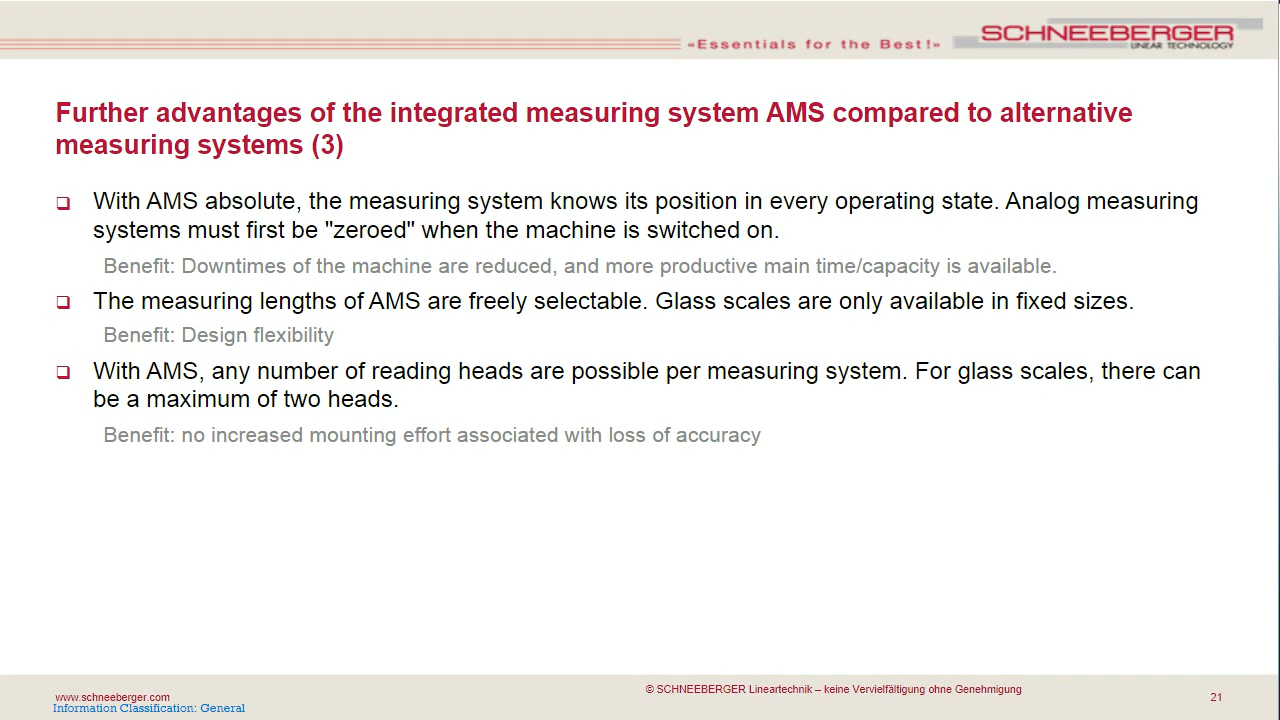 «Essentials for the Best!»
SCHNEEBERGER
LINEAR TECHNOLOGY
Further advantages of the integrated measuring system AMS compared to alternative
measuring systems (3)
❑ With AMS absolute, the measuring system knows its position in every operating state. Analog measuring
systems must first be "zeroed" when the machine is switched on.
Benefit: Downtimes of the machine are reduced, and more productive main time/capacity is available.
❑ The measuring lengths of AMS are freely selectable. Glass scales are only available in fixed sizes.
Benefit: Design flexibility
❑ With AMS, any number of reading heads are possible per measuring system. For glass scales, there can
be a maximum of two heads.
Benefit: no increased mounting effort associated with loss of accuracy
© SCHNEEBERGER Lineartechnik – keine Vervielfältigung ohne Genehmigung
www.schneeberger.com
21
Information Classification: General